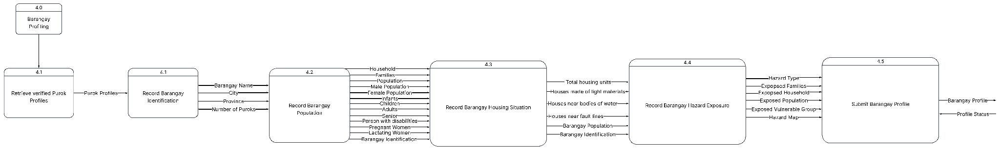 4.0
Barangay
Profiling
4.1
Retrieve verified Purok
Profiles
Purok Profiles
4.1
Record Barangay
Identification
Barangay Name
City
Province
Number of Puroks
4.2
Record Barangay
Population
Household
Families
Population
Male Population
Female Population
Infants
Children
Adults
Senior
Person with disabilities
Pregnant Women
Lactating Women
Barangay Identification
4.3
Record Barangay Housing Situation
Total housing units
Houses made of light materials
Houses near bodies of water
Houses near fault lines
Barangay Population
Barangay Identification
4.4
Record Barangay Hazard Exposure
Hazard Type
Expopsed Families
Expopsed Household
Exposed Population
Exposed Vulnerable Group
Hazard Map
4.5
Submit Barangay Profile
Barangay Profile
Profile Status